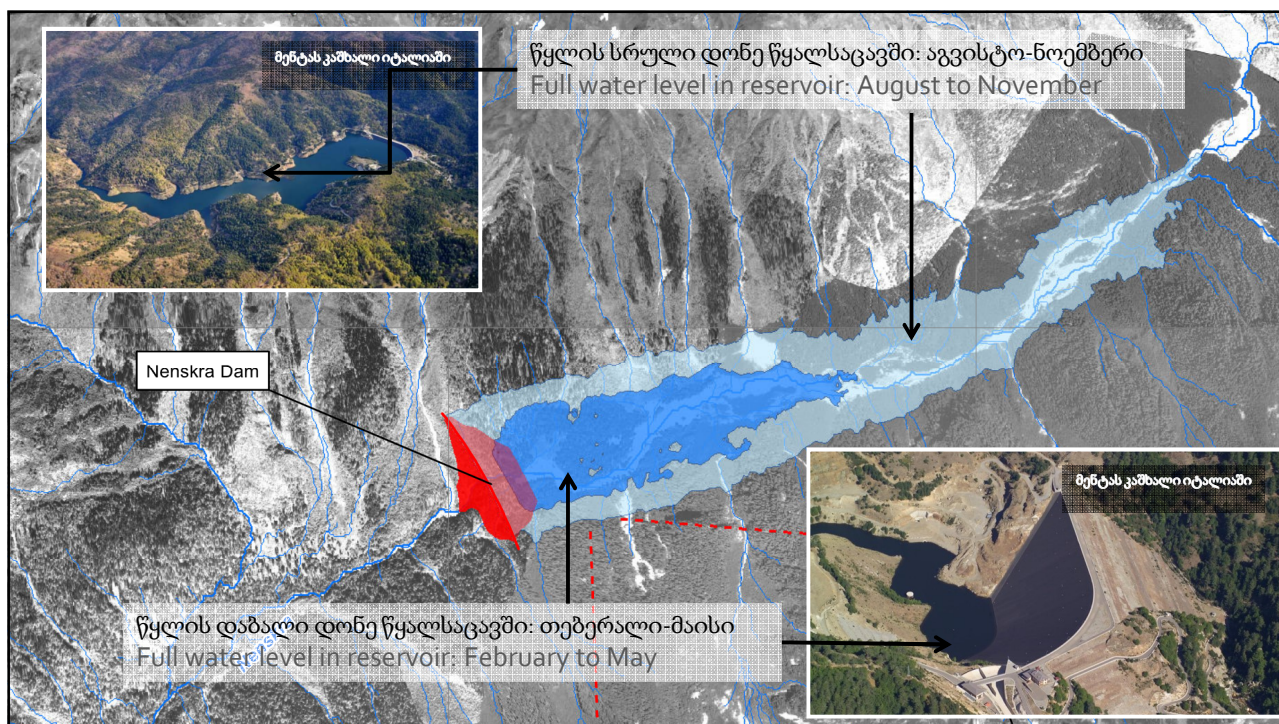 მენტას კაშხალი იტალიაში
წყლის სრული დონე წყალსაცავში: აგვისტო-ნოემბერი
Full water level in reservoir: August to November
Nenskra Dam
მენტას კაშხალი იტალიაში
წყლის დაბალი დონე წყალსაცავში: თებერალი-მაისი
Full water level in reservoir: February to May